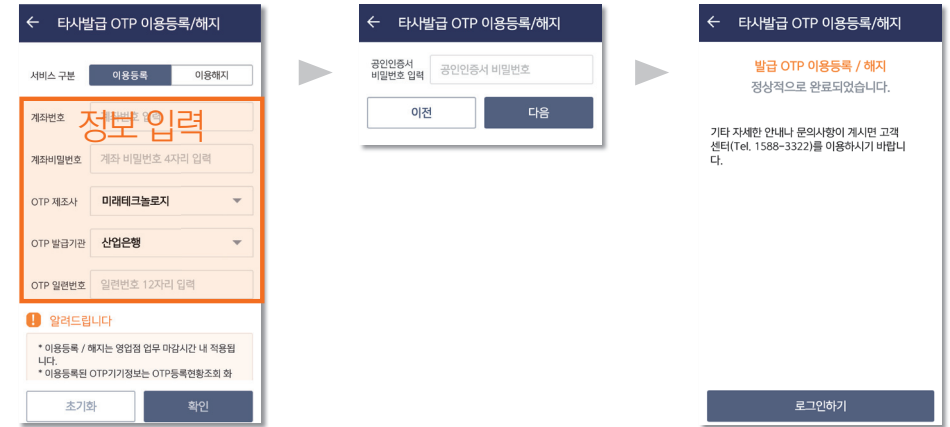 ← 타사발급 OTP 이용등록/해지
서비스 구분 이용등록 이용해지
정보 입력
계좌번호 계좌번호 입력
계좌비밀번호 계좌 비밀번호 4자리 입력
OTP 제조사 미래테크놀로지
OTP 발급기관 산업은행
OTP 일련번호 일련번호 12자리 입력
알려드립니다
* 이용등록 / 해지는 영업점 업무 마감시간 내 적용됩
니다.
* 이용등록된 OTP기기정보는 OTP등록현황조회 화
초기화 확인
← 타사발급 OTP 이용등록/해지
공인인증서
비밀번호 입력 공인인증서 비밀번호
이전 다음
← 타사발급 OTP 이용등록/해지
발급 OTP 이용등록 / 해지
정상적으로 완료되었습니다.
기타 자세한 안내나 문의사항이 계시면 고객
센터(Tel. 1588-3322)를 이용하시기 바랍니
다.
로그인하기